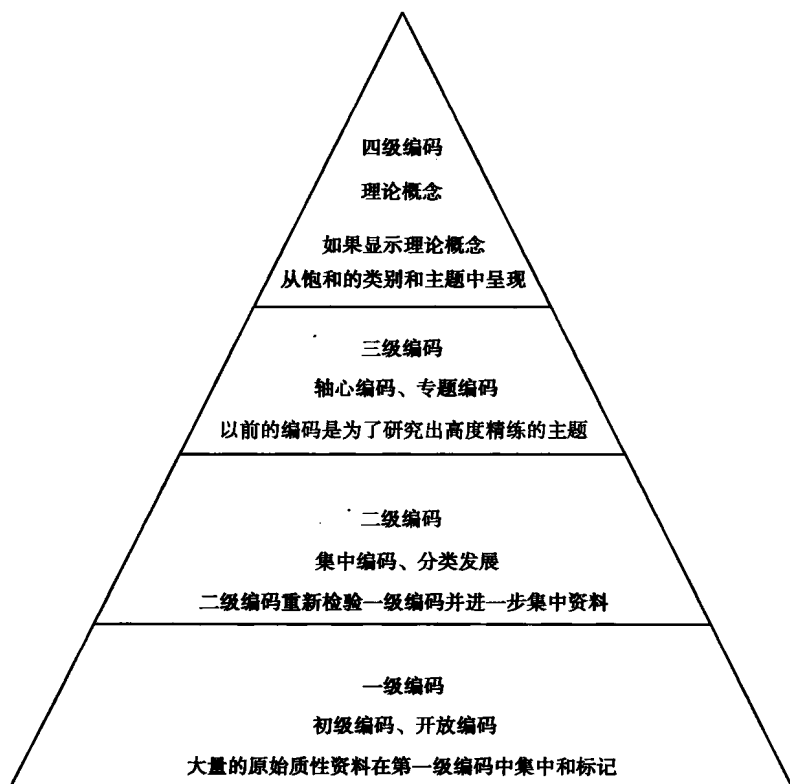 四级编码
理论概念
如果显示理论概念
从饱和的类别和主题中呈现
三级编码
轴心编码、专题编码
以前的编码是为了研究出高度精练的主题
二级编码
集中编码、分类发展
二级编码重新检验一级编码并进一步集中资料
一级编码
初级编码、开放编码
大量的原始质性资料在第一级编码中集中和标记